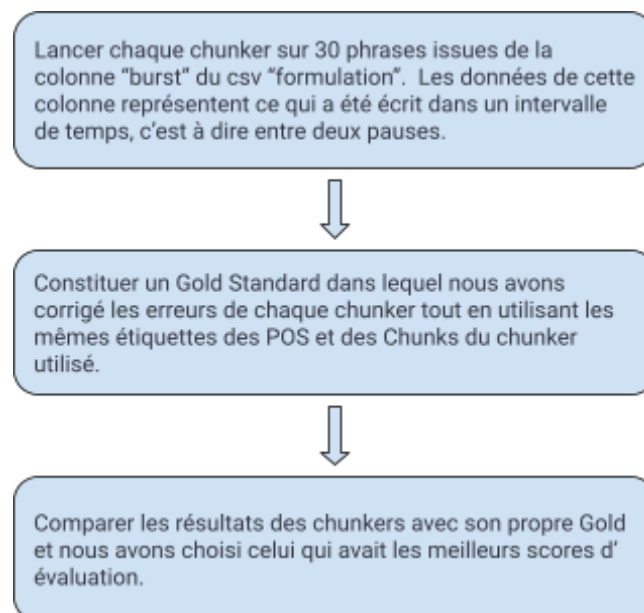 Lancer chaque chunker sur 30 phrases issues de la
colonne “burst” du csv “formulation”.  Les données de cette
colonne représentent ce qui a été écrit dans un intervalle
de temps, c’est à dire entre deux pauses.
Constituer un Gold Standard dans lequel nous avons
corrigé les erreurs de chaque chunker tout en utilisant les
mêmes étiquettes des POS et des Chunks du chunker
utilisé.
Comparer les résultats des chunkers avec son propre Gold
et nous avons choisi celui qui avait les meilleurs scores d’
évaluation.